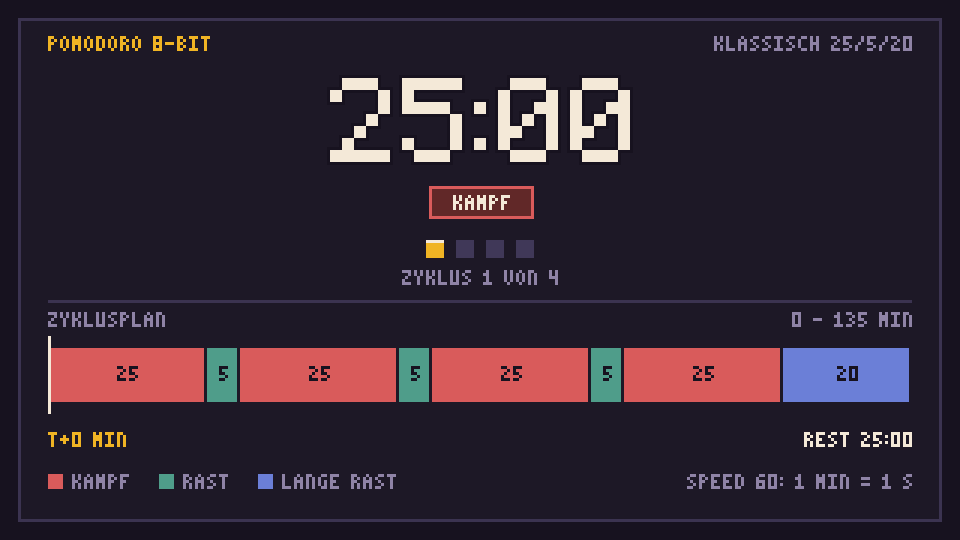 POMODORO 8-BIT
KLASSISCH 25/5/20
25:00
KAMPF
ZYKLUS 1 VON 4
ZYKLUSPLAN
0 - 135 MIN
25 5 25 5 25 5 25 20
T+0 MIN
REST 25:00
KAMPF RAST LANGE RAST
SPEED 60: 1 MIN = 1 S